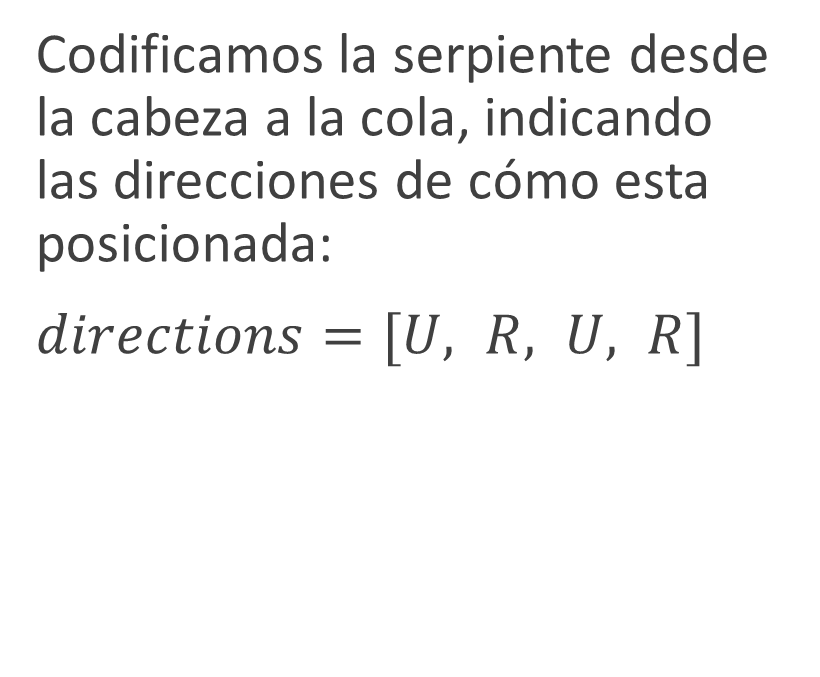 Codificamos la serpiente desde
la cabeza a la cola, indicando
las direcciones de cómo esta
posicionada:
directions = [U, R, U, R]